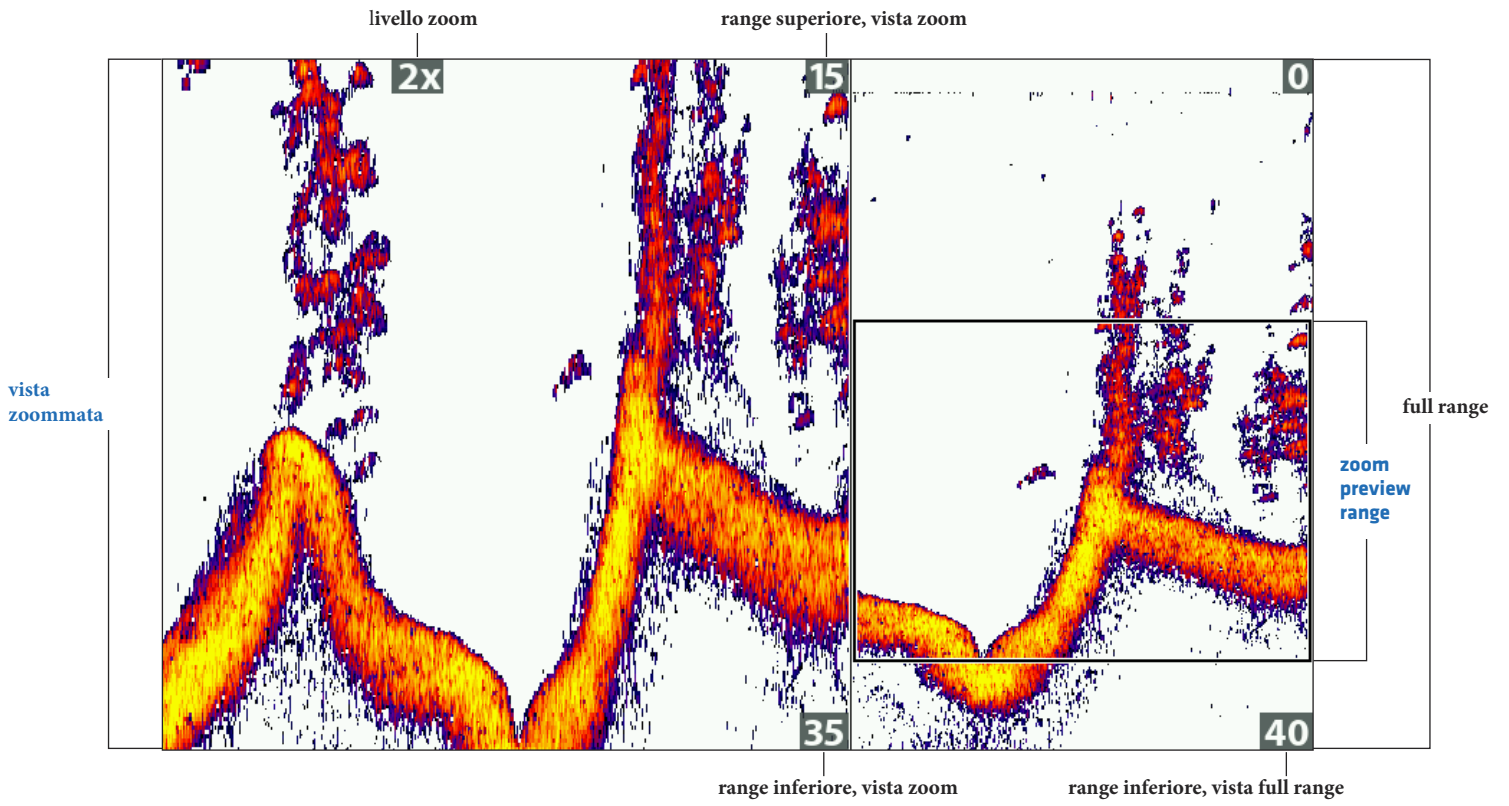 livello zoom
range superiore, vista zoom
2x
15
0
vista
zoommata
full range
zoom
preview
range
35
40
range inferiore, vista zoom
range inferiore, vista full range